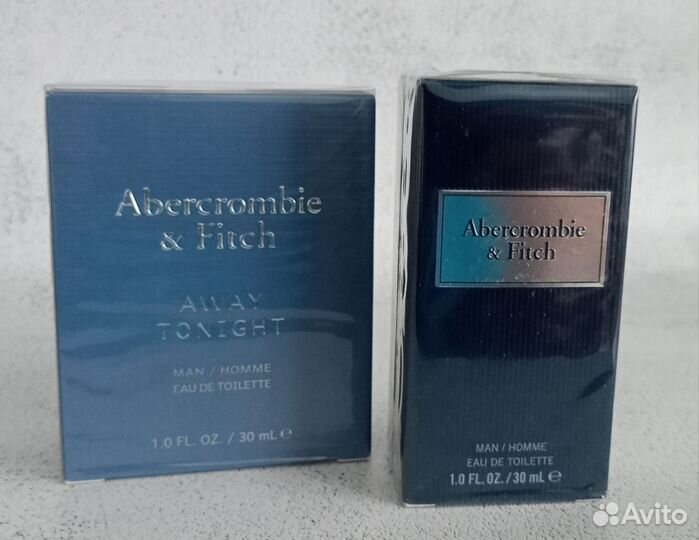 Abercrombie
& Fitch
AWAY
TONIGHT
MAN / HOMME
EAU DE TOILETTE
1.0 FL. OZ. / 30 mL ℮
Abercrombie
& Fitch
MAN / HOMME
EAU DE TOILETTE
1.0 FL. OZ. / 30 mL ℮
Avito